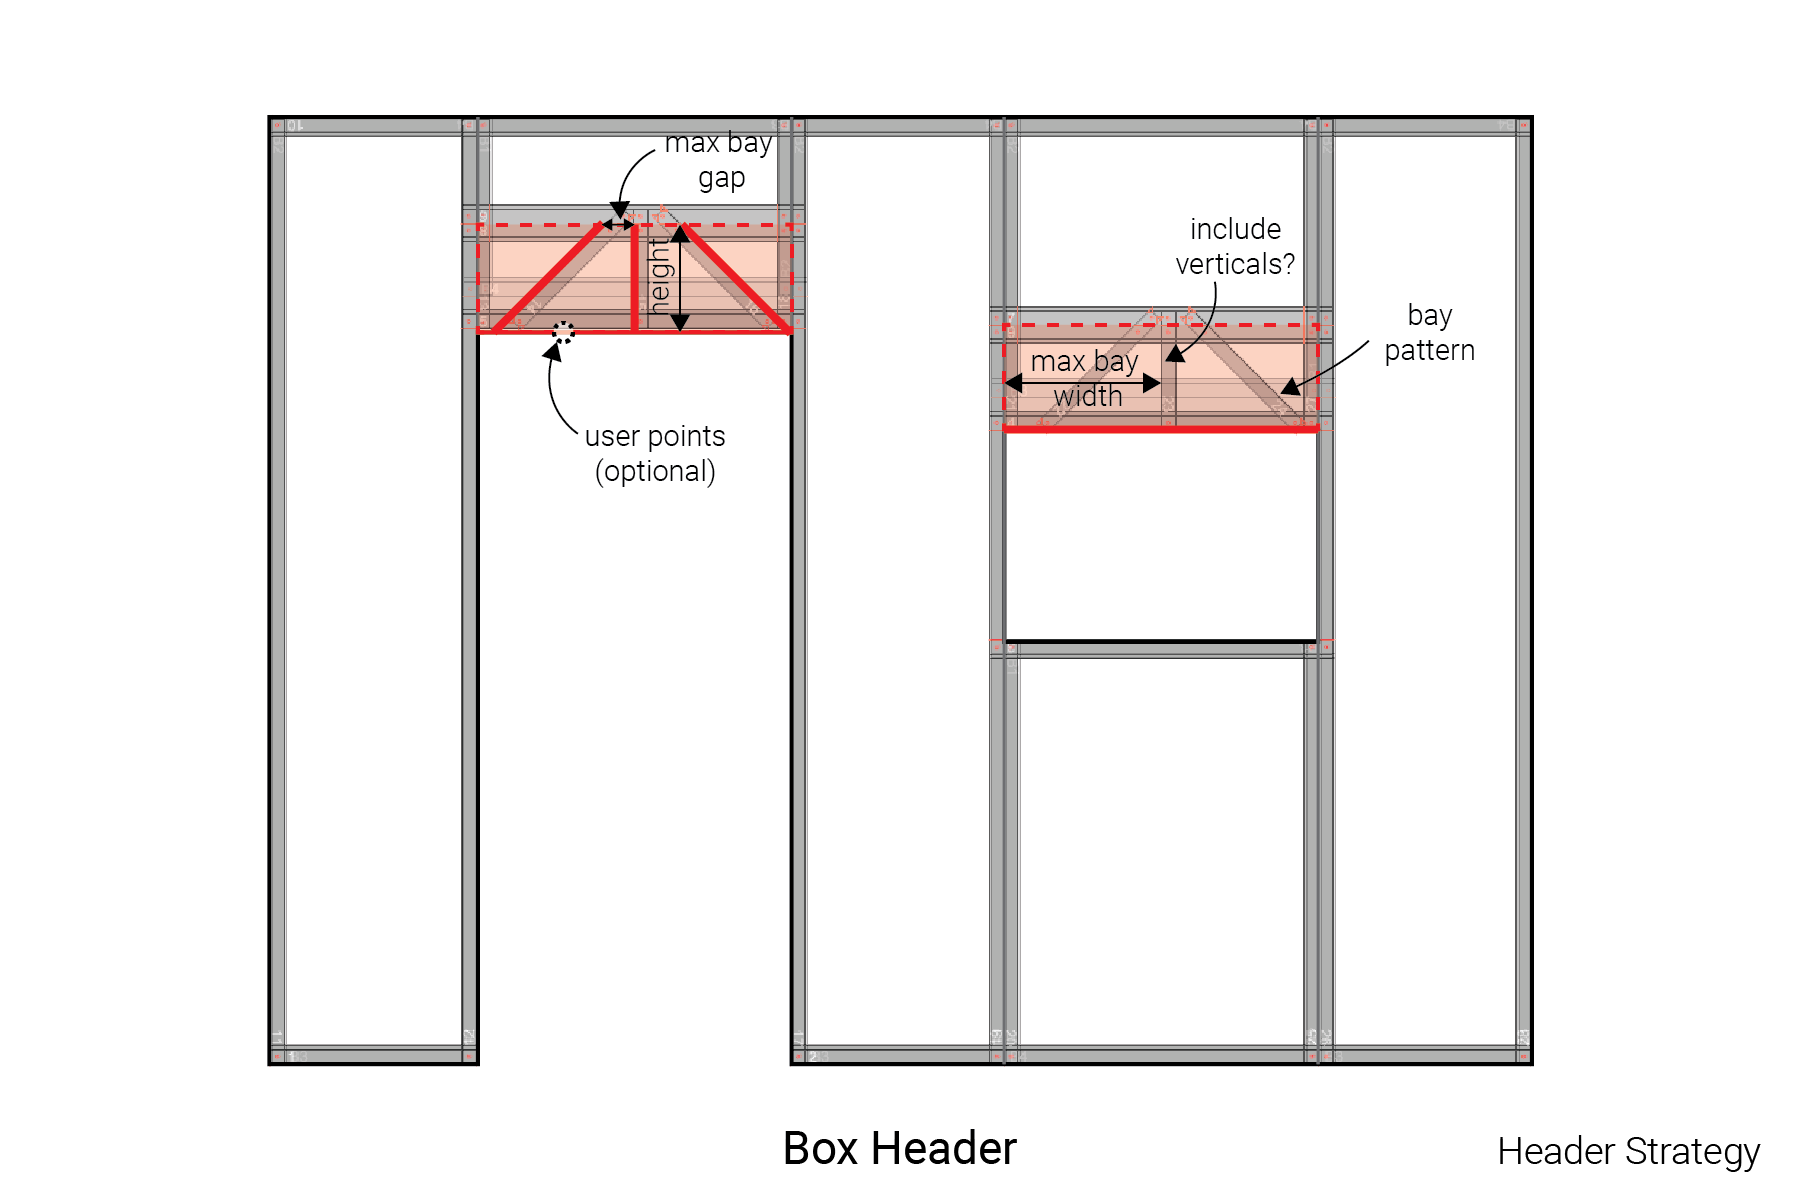 max bay
gap
height
user points
(optional)
include
verticals?
bay
pattern
max bay
width
Box Header
Header Strategy